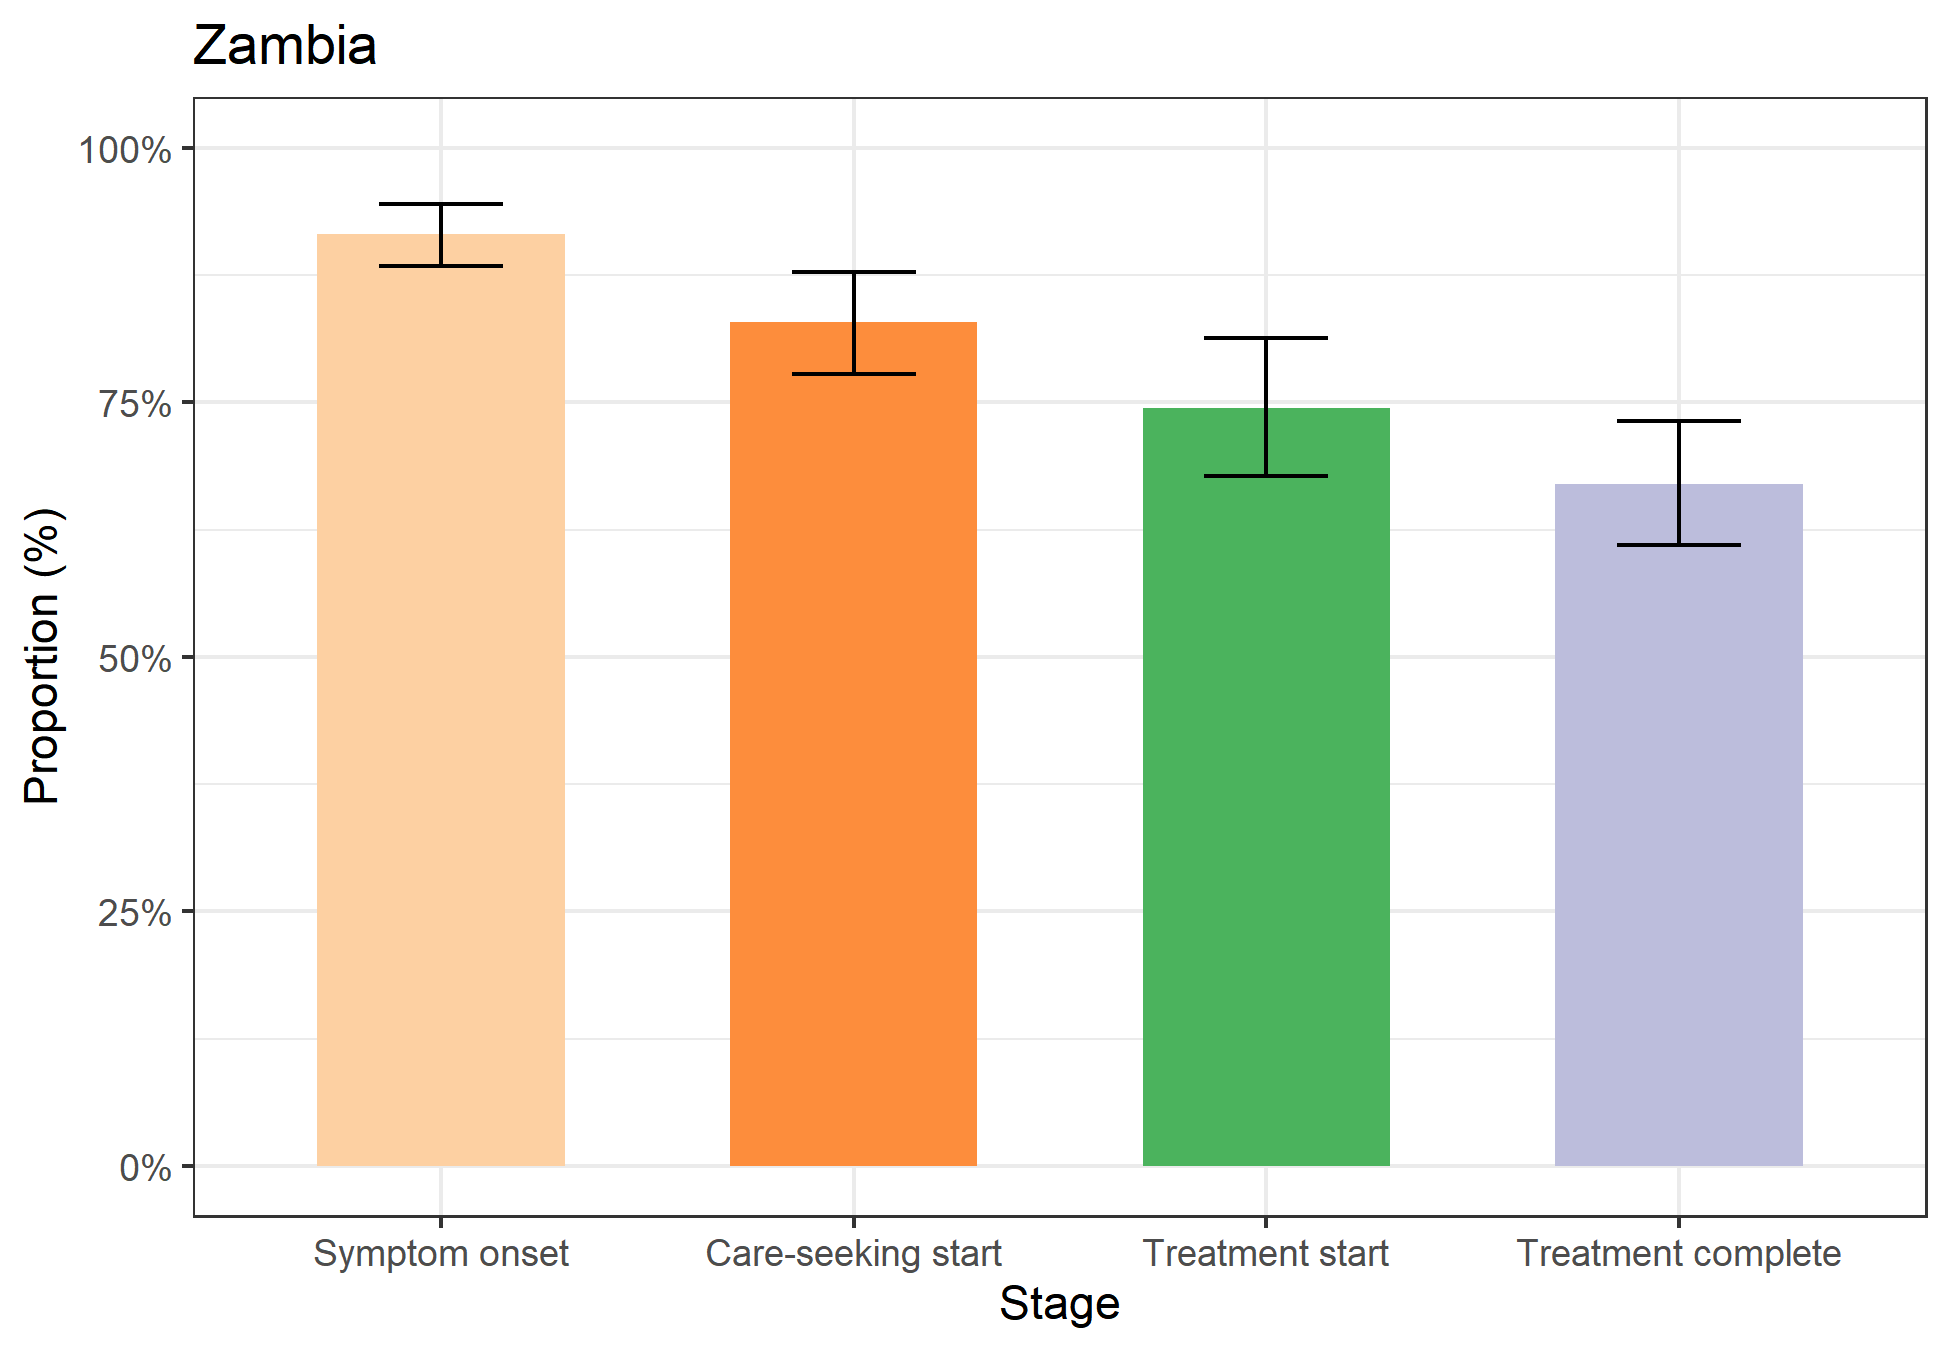 Zambia
100%
75%
50%
25%
0%
Proportion (%)
Symptom onset
Care-seeking start
Treatment start
Treatment complete
Stage